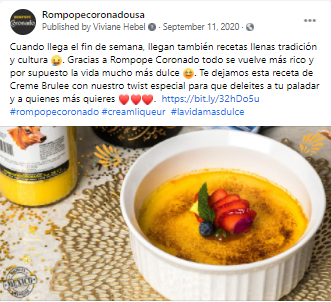 Rompopecoronadousa
Published by Viviane Hebel · September 11, 2020 ·
Cuando llega el fin de semana, llegan también recetas llenas tradición
y cultura 😜. Gracias a Rompope Coronado todo se vuelve más rico y
por supuesto la vida mucho más dulce 😋. Te dejamos esta receta de
Creme Brulee con nuestro twist especial para que deleites a tu paladar
y a quienes más quieres ❤️❤️❤️. https://bit.ly/32hDo5u
#rompopecoronado #creamliqueur #lavidamasdulce
Coronado
MEXICO